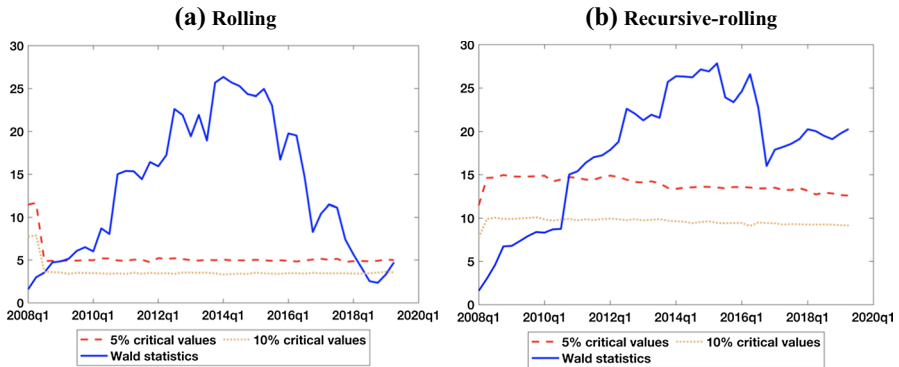 (a) Rolling
30
25
20
15
10
5
0
2008q1 2010q1 2012q1 2014q1 2016q1 2018q1 2020q1
5% critical values 10% critical values
Wald statistics
(b) Recursive-rolling
30
25
20
15
10
5
0
2008q1 2010q1 2012q1 2014q1 2016q1 2018q1 2020q1
5% critical values 10% critical values
Wald statistics